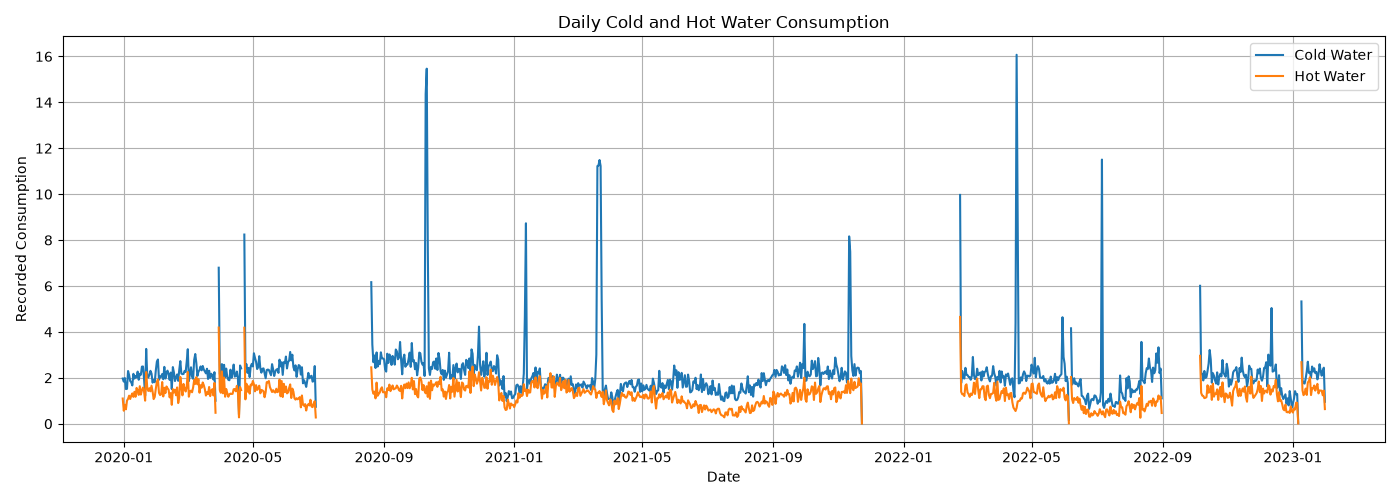 Daily Cold and Hot Water Consumption
Cold Water
Hot Water
Recorded Consumption
16
14
12
10
8
6
4
2
0
2020-01 2020-05 2020-09 2021-01 2021-05 2021-09 2022-01 2022-05 2022-09 2023-01
Date